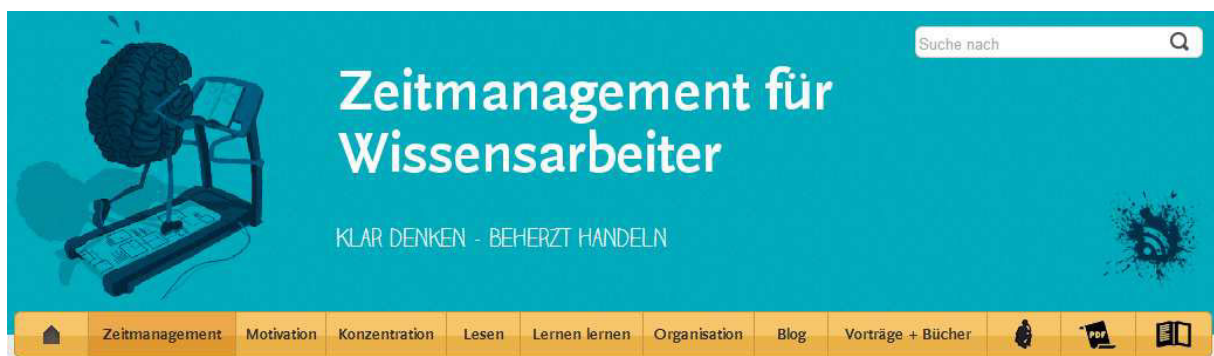 Suche nach
Zeitmanagement für
Wissensarbeiter
KLAR DENKEN - BEHERZT HANDELN
Zeitmanagement Motivation Konzentration Lesen Lernen lernen Organisation Blog Vorträge + Bücher PDF